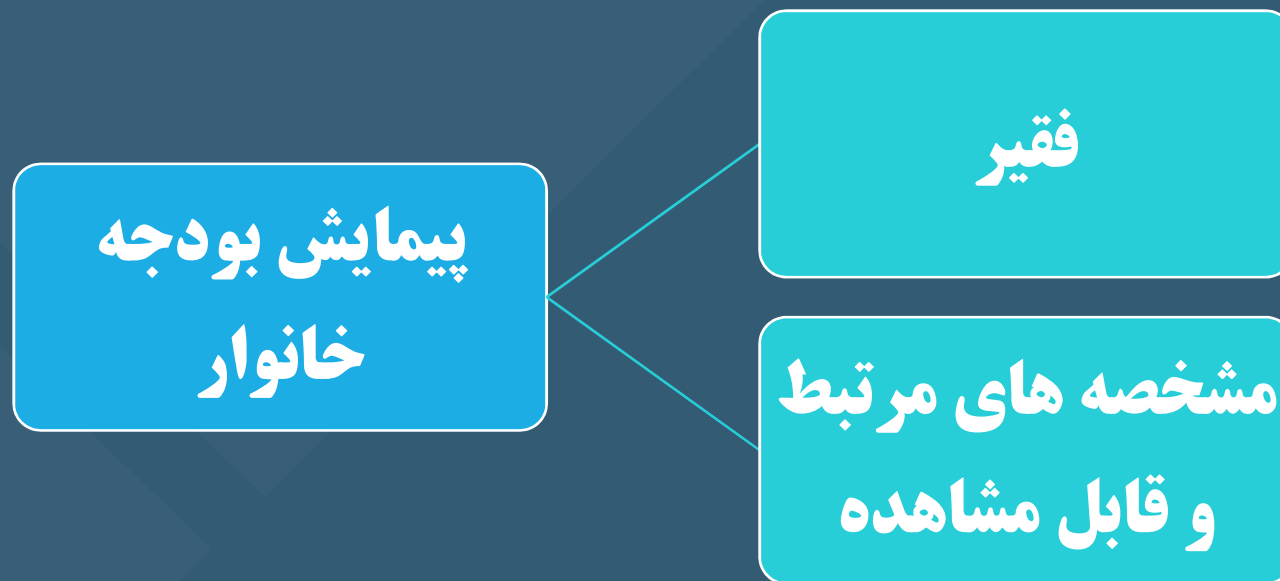 پیمایش بودجه
خانوار
فقیر
مشخصه های مرتبط
و قابل مشاهده